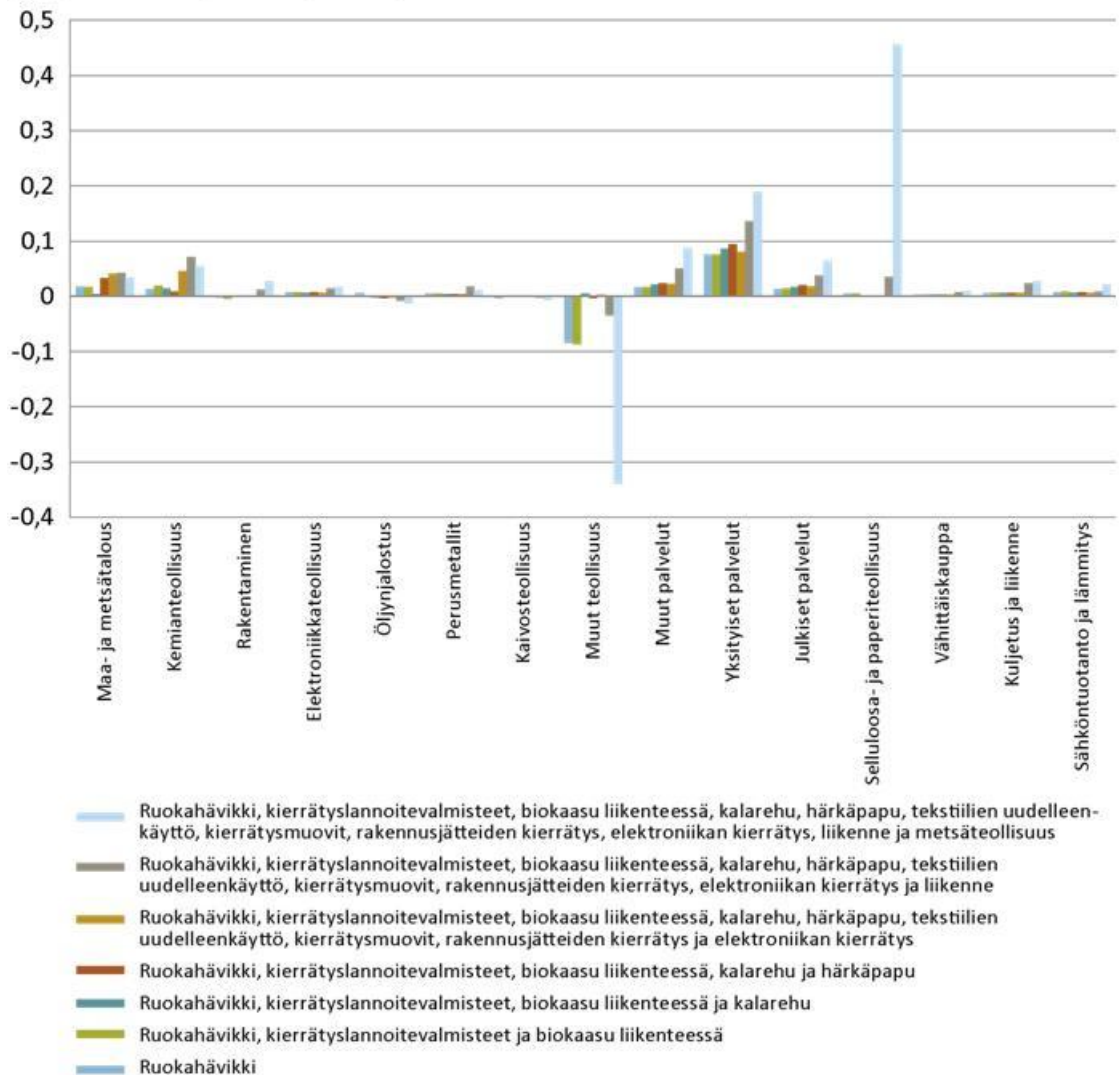 0,5
0,4
0,3
0,2
0,1
0
-0,1
-0,2
-0,3
-0,4
Maa- ja metsätalous
Kemianteollisuus
Rakentaminen
Elektroniikkateollisuus
Öljynjalostus
Perusmetallit
Kaivosteollisuus
Muut teollisuus
Muut palvelut
Yksityiset palvelut
Julkiset palvelut
Selluloosa- ja paperiteollisuus
Vähittäiskauppa
Kuljetus ja liikenne
Sähköntuotanto ja lämmitys
Ruokahävikki, kierrätyslannoitevalmisteet, biokaasu liikenteessä, kalarehu, härkäpapu, tekstiilien uudelleen-
käyttö, kierrätysmuovit, rakennusjätteiden kierrätys, elektroniikan kierrätys, liikenne ja metsäteollisuus
Ruokahävikki, kierrätyslannoitevalmisteet, biokaasu liikenteessä, kalarehu, härkäpapu, tekstiilien
uudelleenkäyttö, kierrätysmuovit, rakennusjätteiden kierrätys, elektroniikan kierrätys ja liikenne
Ruokahävikki, kierrätyslannoitevalmisteet, biokaasu liikenteessä, kalarehu, härkäpapu, tekstiilien
uudelleenkäyttö, kierrätysmuovit, rakennusjätteiden kierrätys ja elektroniikan kierrätys
Ruokahävikki, kierrätyslannoitevalmisteet, biokaasu liikenteessä, kalarehu ja härkäpapu
Ruokahävikki, kierrätyslannoitevalmisteet, biokaasu liikenteessä ja kalarehu
Ruokahävikki, kierrätyslannoitevalmisteet ja biokaasu liikenteessä
Ruokahävikki